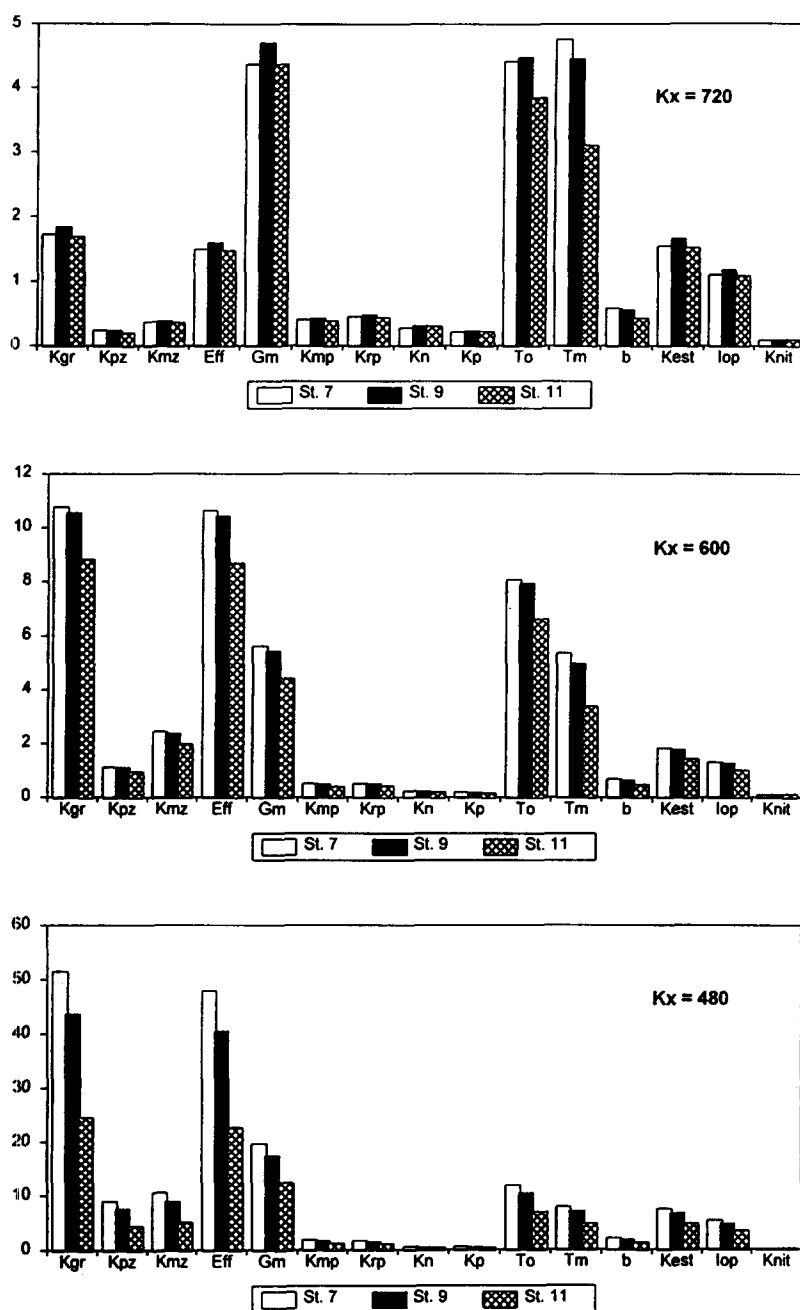 5
4
3
2
1
0
Kx = 720
Kgr Kpz Kmz Eff Gm Kmp Krp Kn Kp To Tm b Kest Iop Knit
St. 7 St. 9 St. 11
12
10
8
6
4
2
0
Kx = 600
Kgr Kpz Kmz Eff Gm Kmp Krp Kn Kp To Tm b Kest Iop Knit
St. 7 St. 9 St. 11
60
50
40
30
20
10
0
Kx = 480
Kgr Kpz Kmz Eff Gm Kmp Krp Kn Kp To Tm b Kest Iop Knit
St. 7 St. 9 St. 11